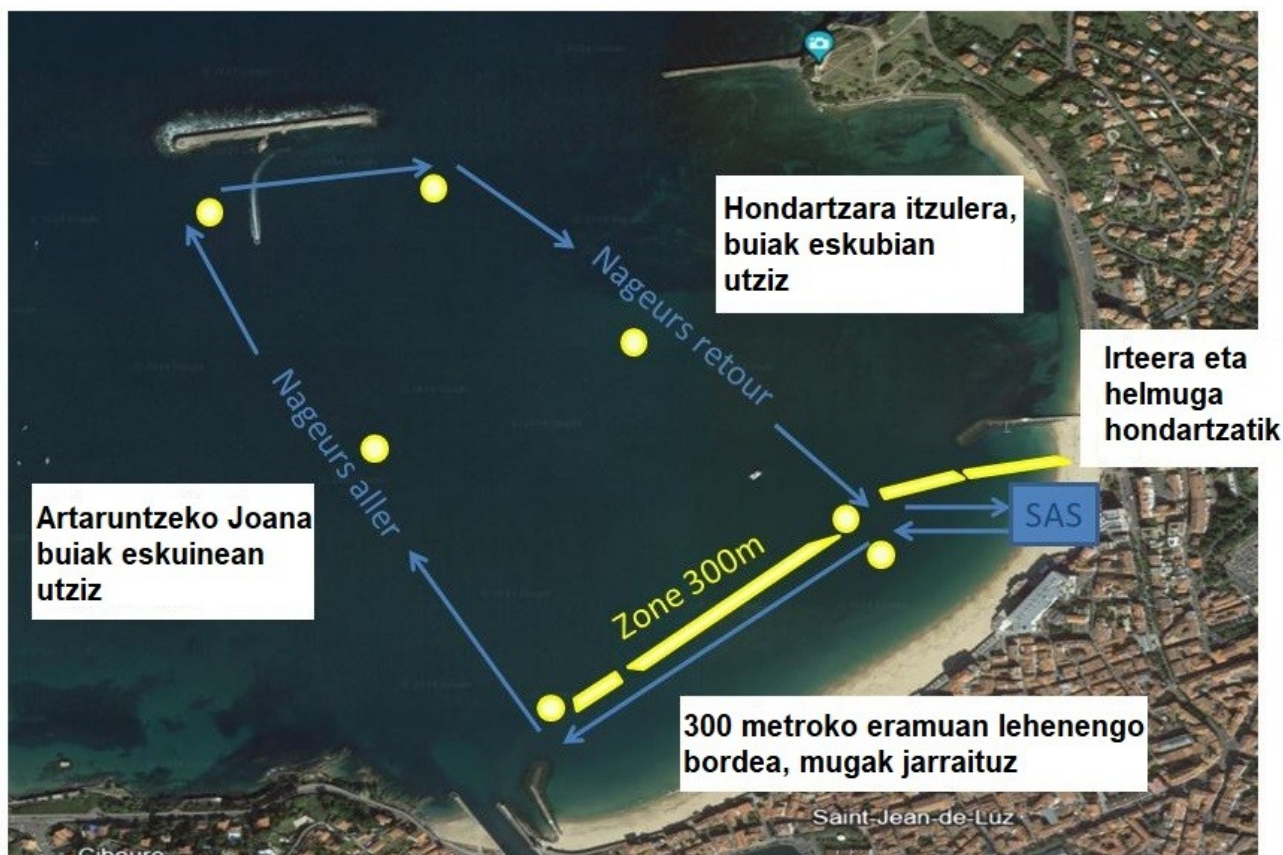 Hondartzara itzulera,
buiak eskubian
utziz
Nageurs retour
Irteera eta
helmuga
hondartzatik
Nageurs aller
Artaruntzeko Joana
buiak eskuinean
utziz
SAS
Zone 300m
300 metroko eramuan lehenengo
bordea, mugak jarraituz
Saint-Jean-de-Luz